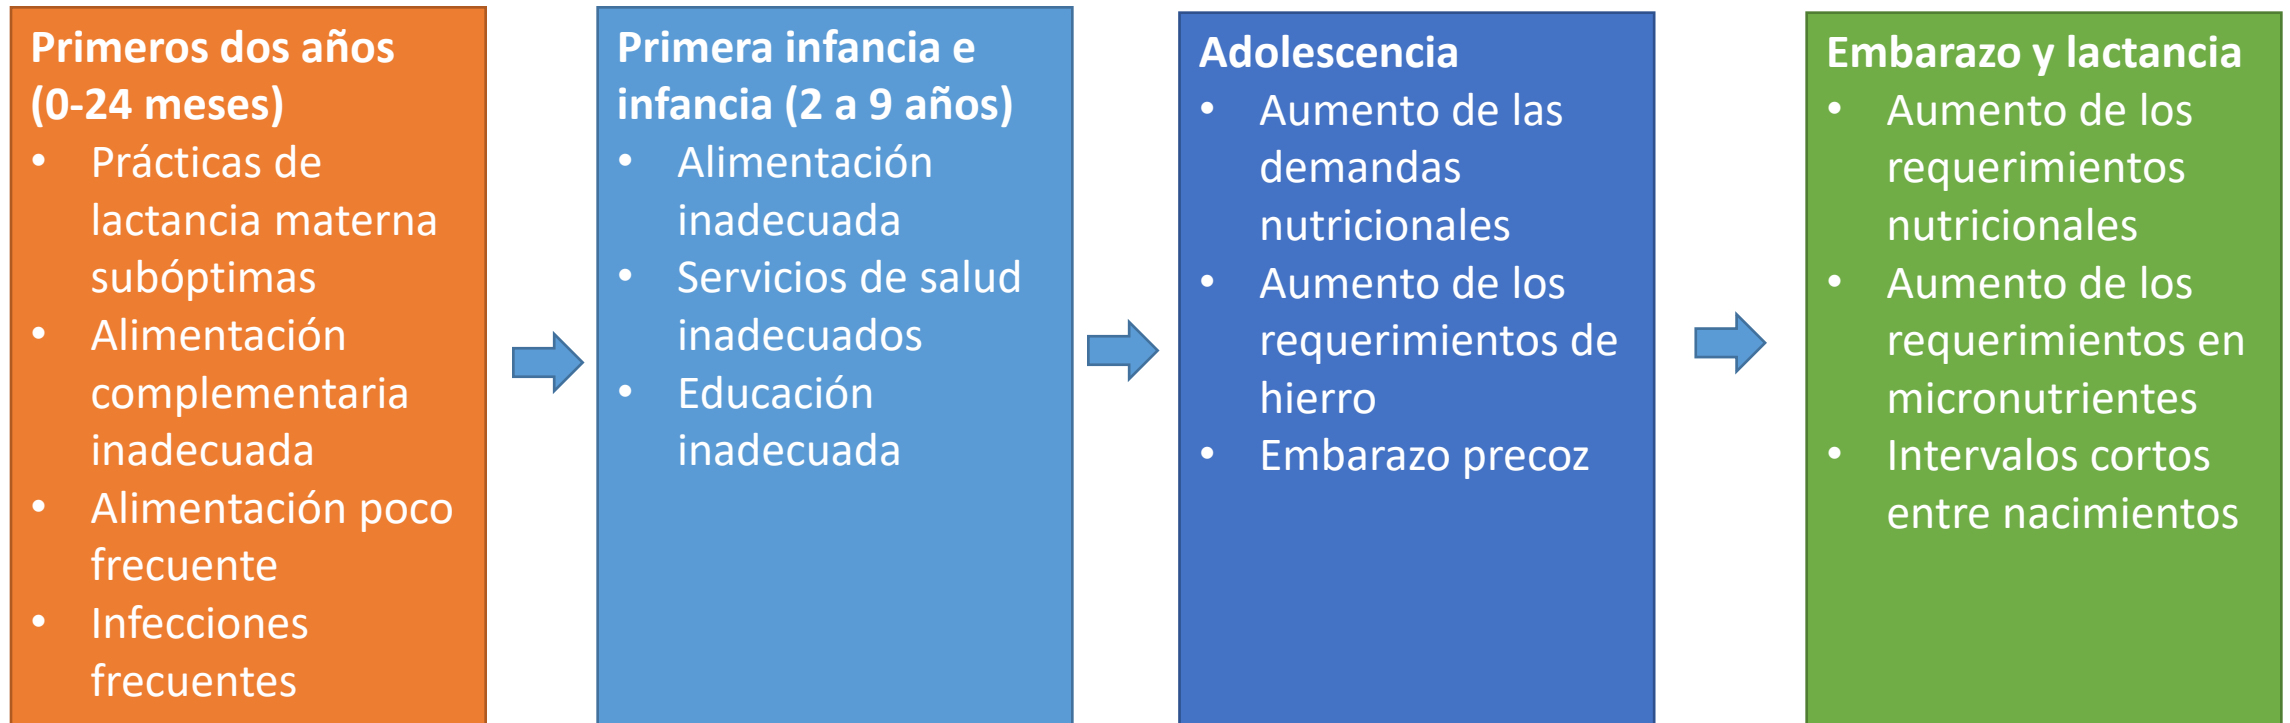 Primeros dos años
(0-24 meses)
• Prácticas de
lactancia materna
subóptimas
• Alimentación
complementaria
inadecuada
• Alimentación poco
frecuente
• Infecciones
frecuentes
Primera infancia e
infancia (2 a 9 años)
• Alimentación
inadecuada
• Servicios de salud
inadecuados
• Educación
inadecuada
Adolescencia
• Aumento de las
demandas
nutricionales
• Aumento de los
requerimientos de
hierro
• Embarazo precoz
Embarazo y lactancia
• Aumento de los
requerimientos
nutricionales
• Aumento de los
requerimientos en
micronutrientes
• Intervalos cortos
entre nacimientos